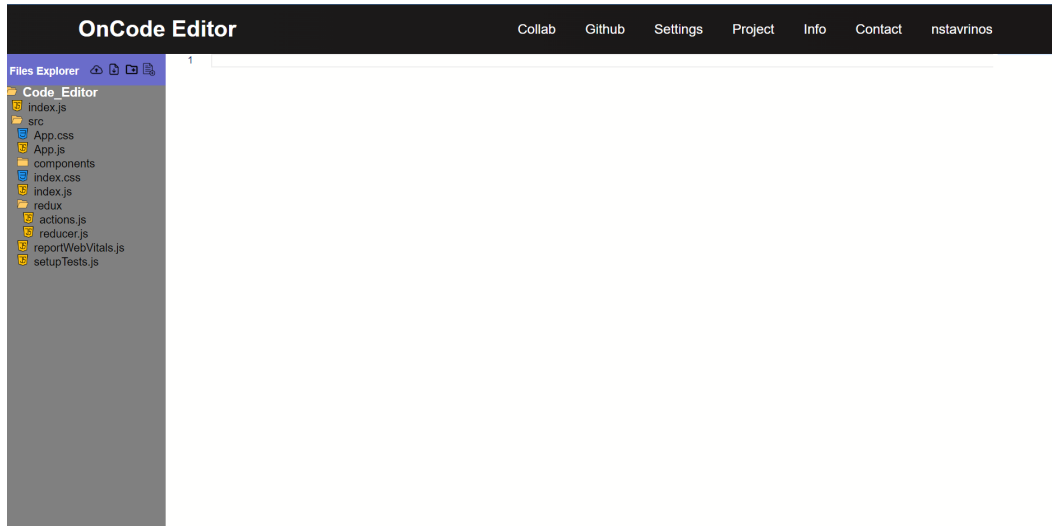 OnCode Editor Collab Github Settings Project Info Contact nstavrinos
Files Explorer
1
Code_Editor
index.js
src
App.css
App.js
components
index.css
index.js
redux
actions.js
reducer.js
reportWebVitals.js
setupTests.js